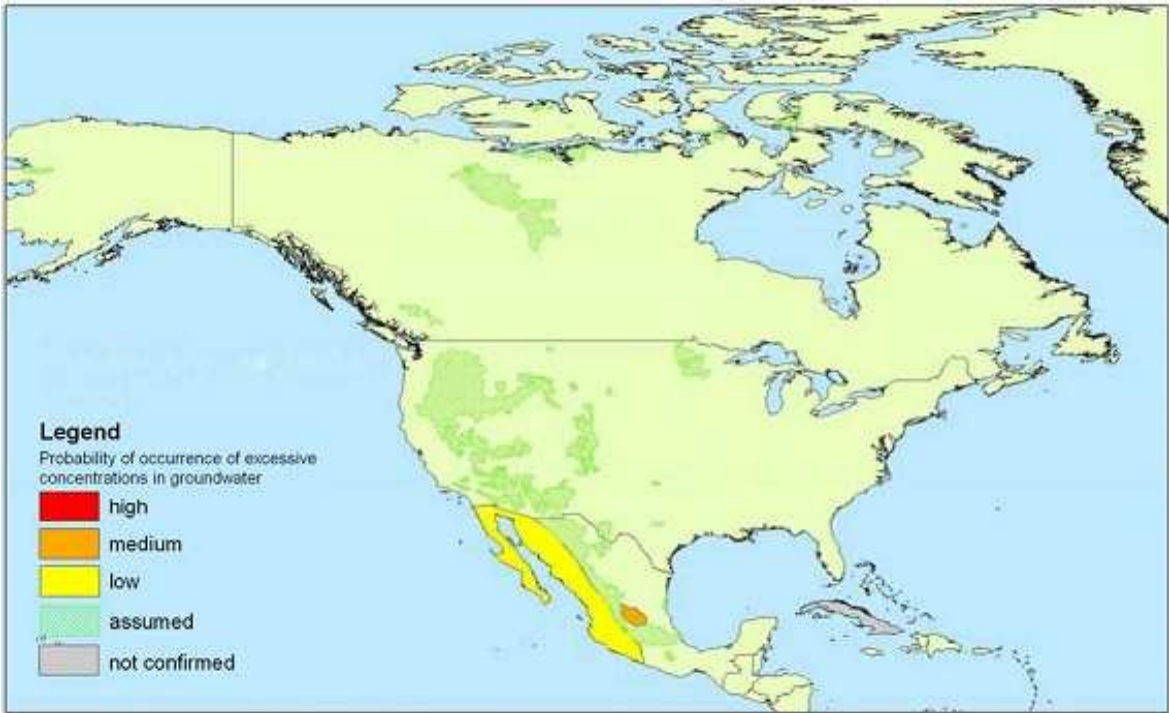 Legend
Probability of occurrence of excessive
concentrations in groundwater
high
medium
low
assumed
not confirmed